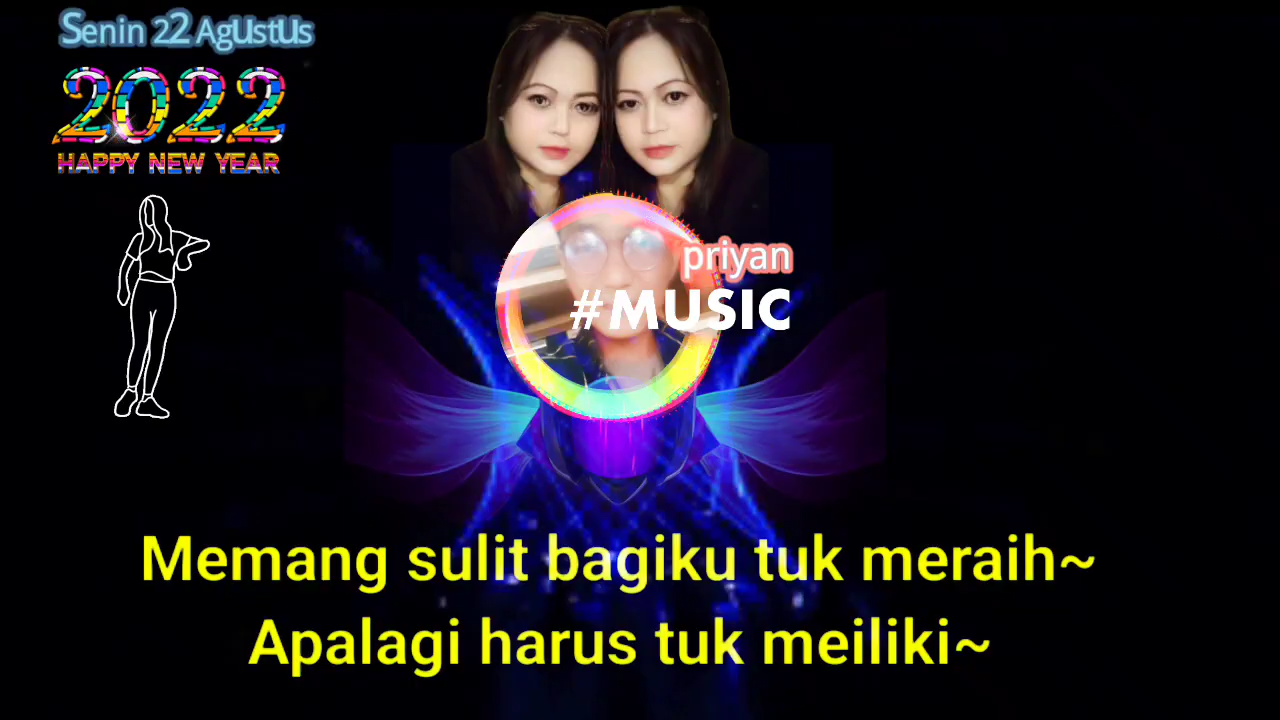 Senin 22 Agustus
2022
HAPPY NEW YEAR
priyan
#MUSIC
Memang sulit bagiku tuk meraih~
Apalagi harus tuk meiliki~